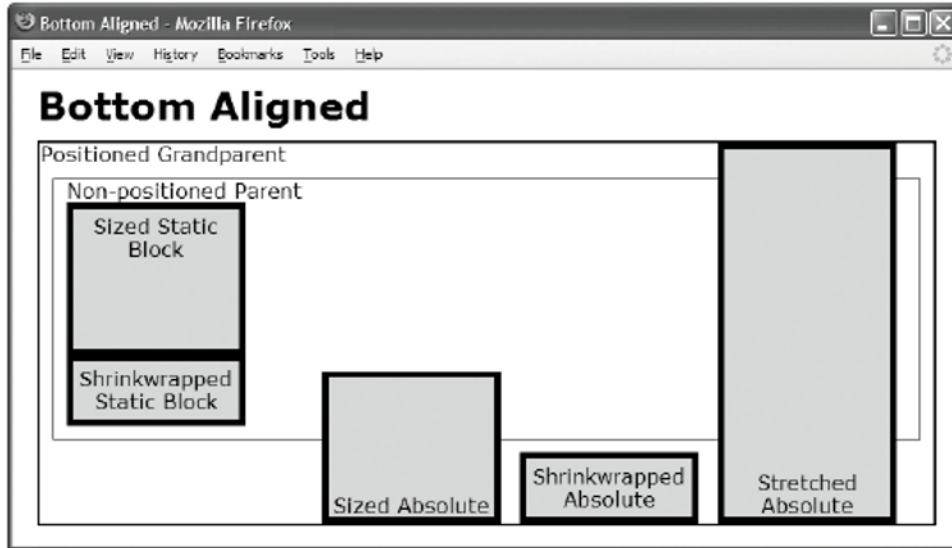 Bottom Aligned - Mozilla Firefox
File Edit View History Bookmarks Tools Help
Bottom Aligned
Positioned Grandparent
Non-positioned Parent
Sized Static
Block
Shrinkwrapped
Static Block
Sized Absolute
Shrinkwrapped
Absolute
Stretched
Absolute